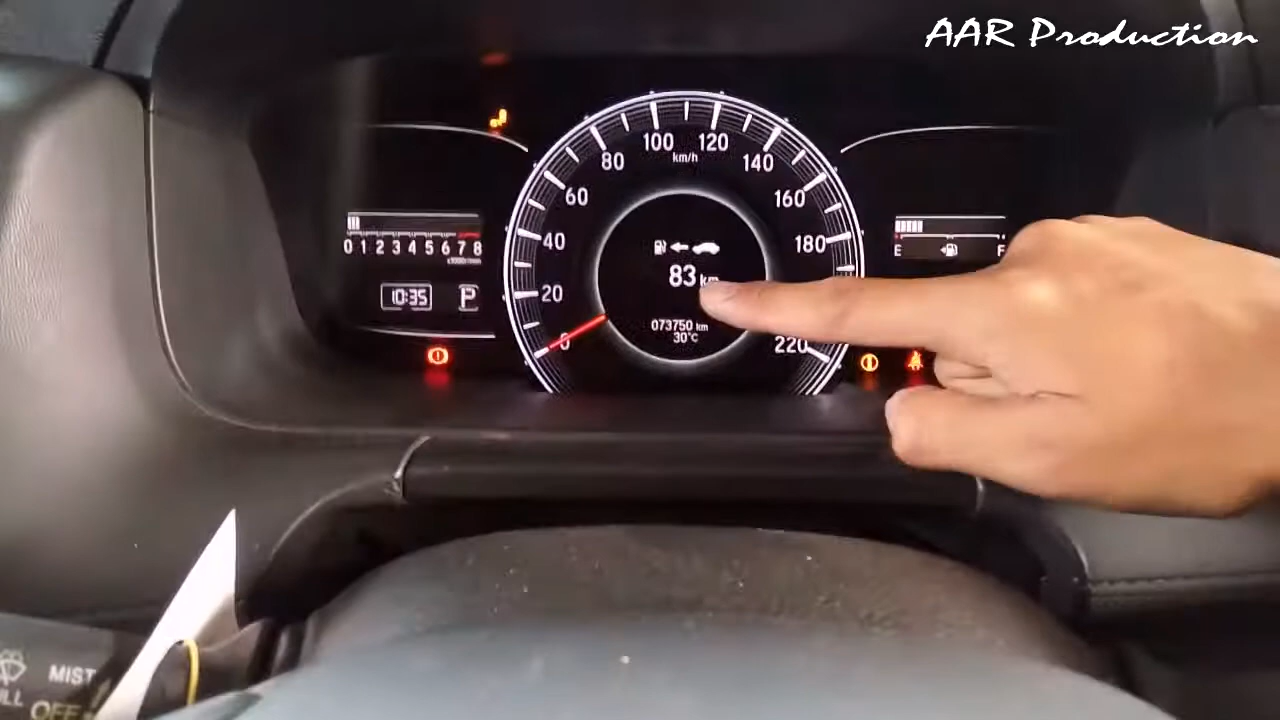 AAR Production
100 120
km/h
80 140
60 160
40 180
20
0 220
0 1 2 3 4 5 6 7 8
x1000r/min
10:35 P
83 km
073750 km
30°C
E F
MIST
OFF